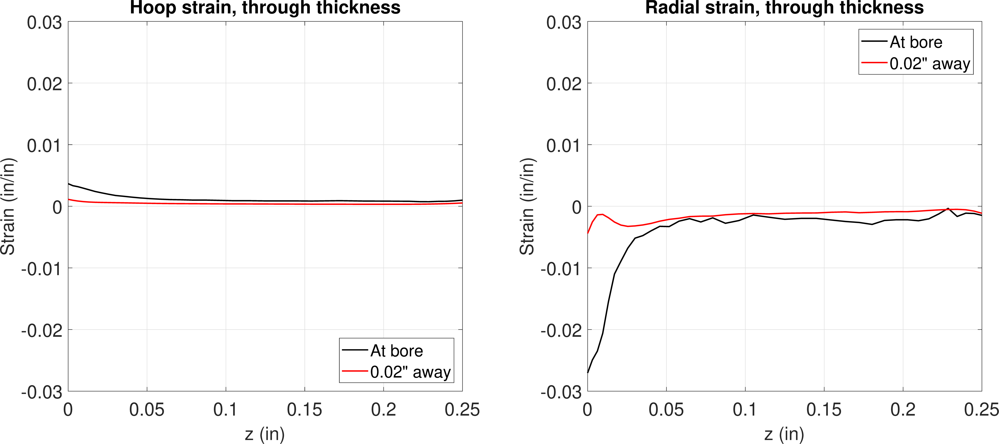 Hoop strain, through thickness
0.03
0.02
0.01
0
-0.01
-0.02
-0.03
Strain (in/in)
At bore
0.02" away
0
0.05
0.1
0.15
0.2
0.25
z (in)
Radial strain, through thickness
0.03
0.02
0.01
0
-0.01
-0.02
-0.03
Strain (in/in)
At bore
0.02" away
0
0.05
0.1
0.15
0.2
0.25
z (in)